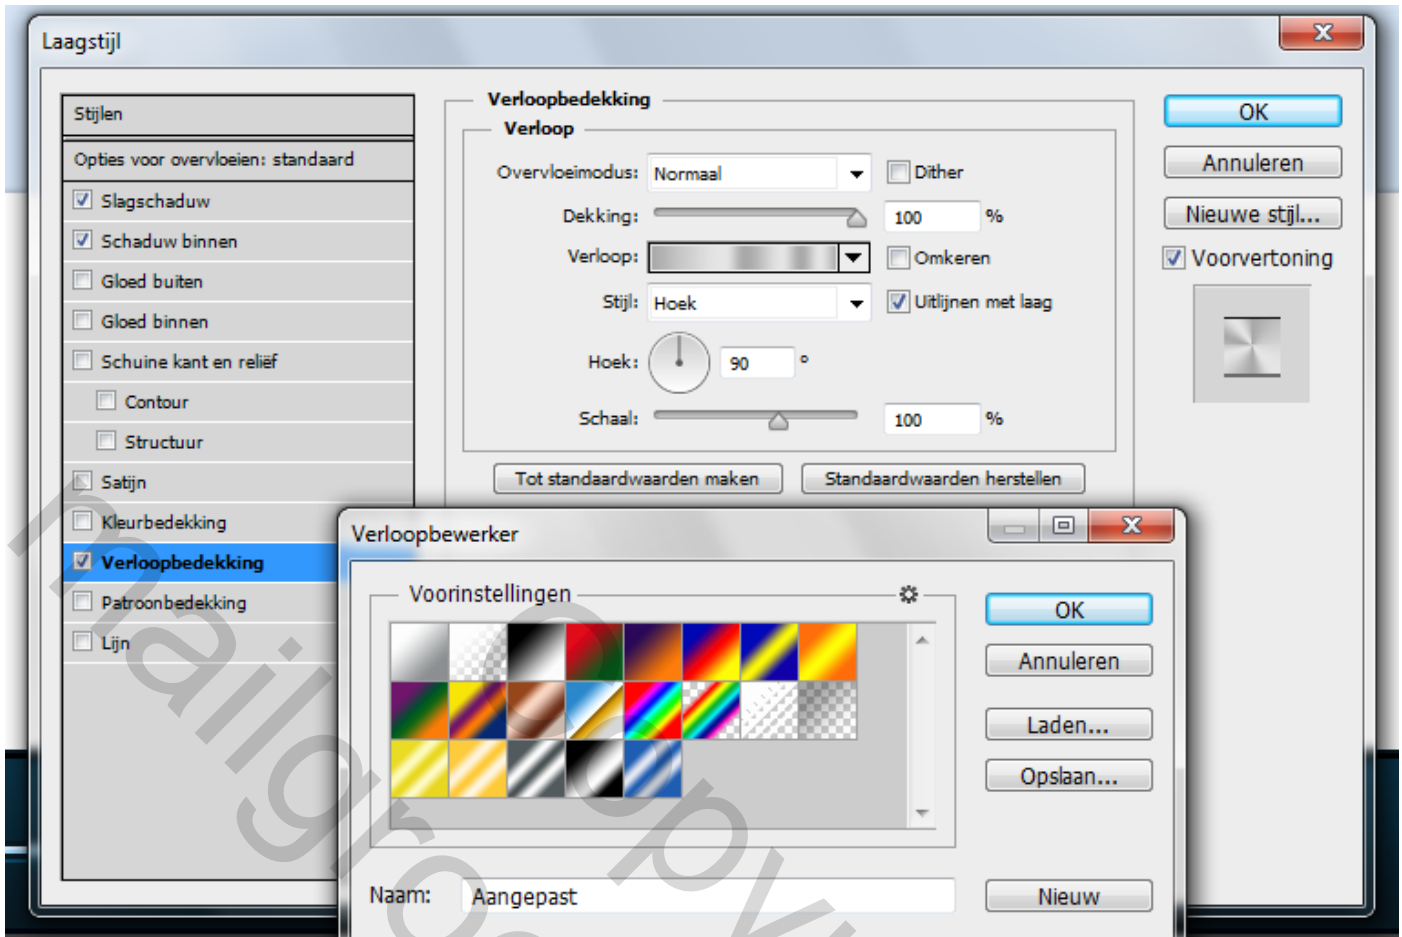 Laagstijl
Stijlen
Opties voor overvloeien: standaard
Slagschaduw
Schaduw binnen
Gloed buiten
Gloed binnen
Schuine kant en reliëf
Contour
Structuur
Satijn
Kleurbedekking
Verloopbedekking
Patroonbedekking
Lijn
Verloopbedekking
Verloop
Overvloeimodus: Normaal Dither
Dekking: 100 %
Verloop: Omkeren
Stijl: Hoek Uitlijnen met laag
Hoek: 90 °
Schaal: 100 %
Tot standaardwaarden maken Standaardwaarden herstellen
OK
Annuleren
Nieuwe stijl...
Voorvertoning
Verloopbewerker
Voorinstellingen
OK
Annuleren
Laden...
Opslaan...
Naam: Aangepast Nieuw